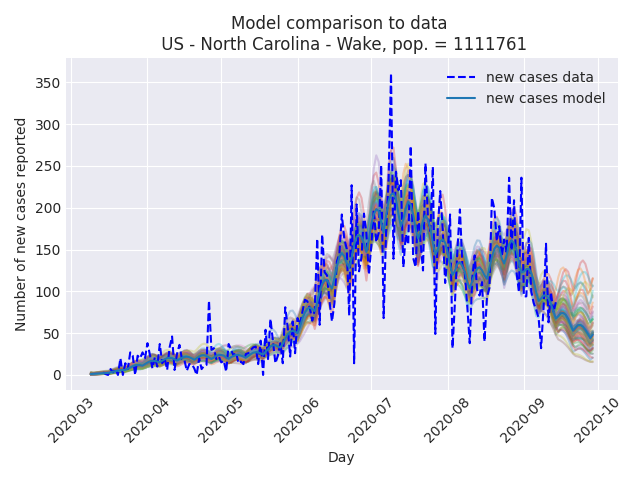 Model comparison to data
US - North Carolina - Wake, pop. = 1111761
new cases data
new cases model
Number of new cases reported
350
300
250
200
150
100
50
0
2020-03
2020-04
2020-05
2020-06
2020-07
2020-08
2020-09
2020-10
Day